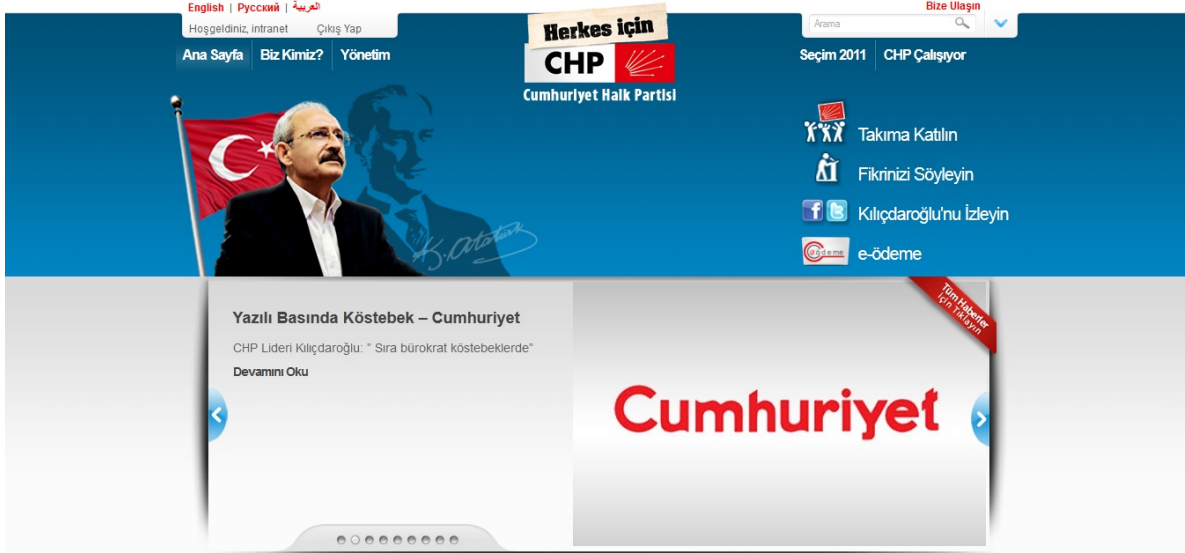 English | Русский | العربية
Bize Ulaşın
Hoşgeldiniz, intranet Çıkış Yap
Arama
Herkes için
CHP
Cumhuriyet Halk Partisi
Ana Sayfa Biz Kimiz? Yönetim
Seçim 2011 CHP Çalışıyor
Takıma Katılın
Fikrinizi Söyleyin
Kılıçdaroğlu'nu İzleyin
e-ödeme
K. Atatürk
Tüm Haberler
için Tıklayın
Yazılı Basında Köstebek – Cumhuriyet
CHP Lideri Kılıçdaroğlu: " Sıra bürokrat köstebeklerde"
Devamını Oku
Cumhuriyet